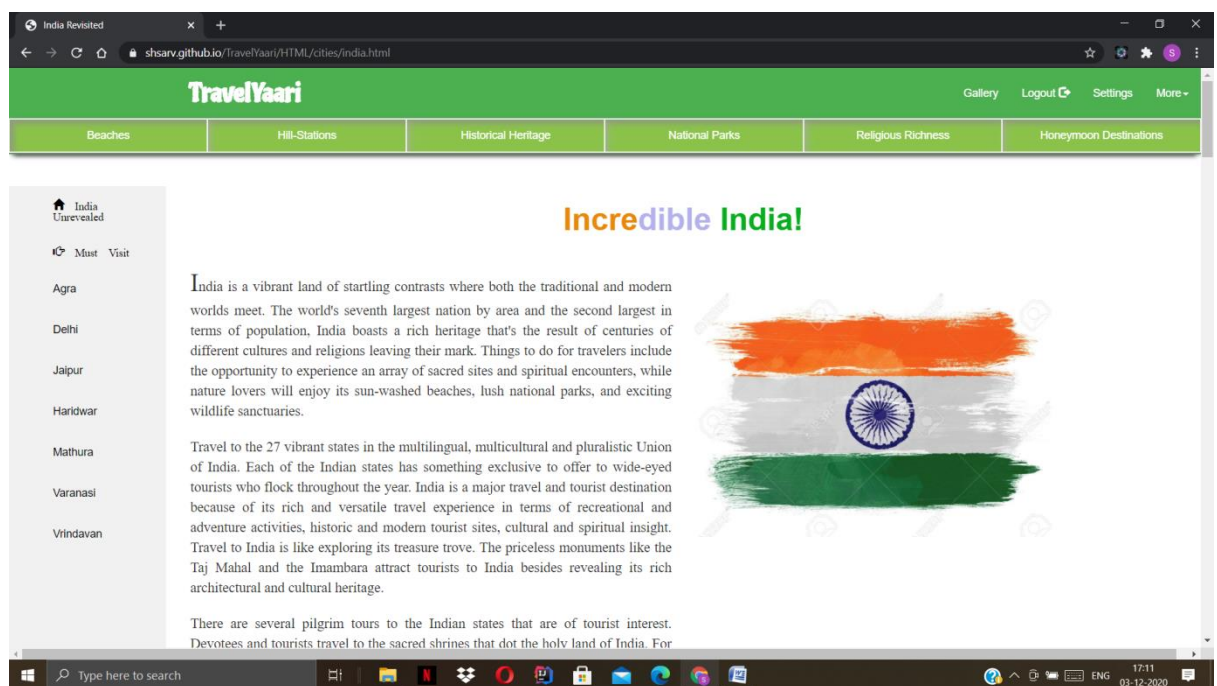 India Revisited
shsarv.github.io/TravelYaari/HTML/cities/india.html
S
TravelYaari
Gallery Logout Settings More
Beaches Hill-Stations Historical Heritage National Parks Religious Richness Honeymoon Destinations
India
Unrevealed
Must Visit
Agra
Delhi
Jaipur
Haridwar
Mathura
Varanasi
Vrindavan
Incredible India!
India is a vibrant land of startling contrasts where both the traditional and modern
worlds meet. The world's seventh largest nation by area and the second largest in
terms of population, India boasts a rich heritage that's the result of centuries of
different cultures and religions leaving their mark. Things to do for travelers include
the opportunity to experience an array of sacred sites and spiritual encounters, while
nature lovers will enjoy its sun-washed beaches, lush national parks, and exciting
wildlife sanctuaries.
Travel to the 27 vibrant states in the multilingual, multicultural and pluralistic Union
of India. Each of the Indian states has something exclusive to offer to wide-eyed
tourists who flock throughout the year. India is a major travel and tourist destination
because of its rich and versatile travel experience in terms of recreational and
adventure activities, historic and modern tourist sites, cultural and spiritual insight.
Travel to India is like exploring its treasure trove. The priceless monuments like the
Taj Mahal and the Imambara attract tourists to India besides revealing its rich
architectural and cultural heritage.
There are several pilgrim tours to the Indian states that are of tourist interest.
Devotees and tourists travel to the sacred shrines that dot the holy land of India. For
Type here to search
N
ENG
17:11
03-12-2020